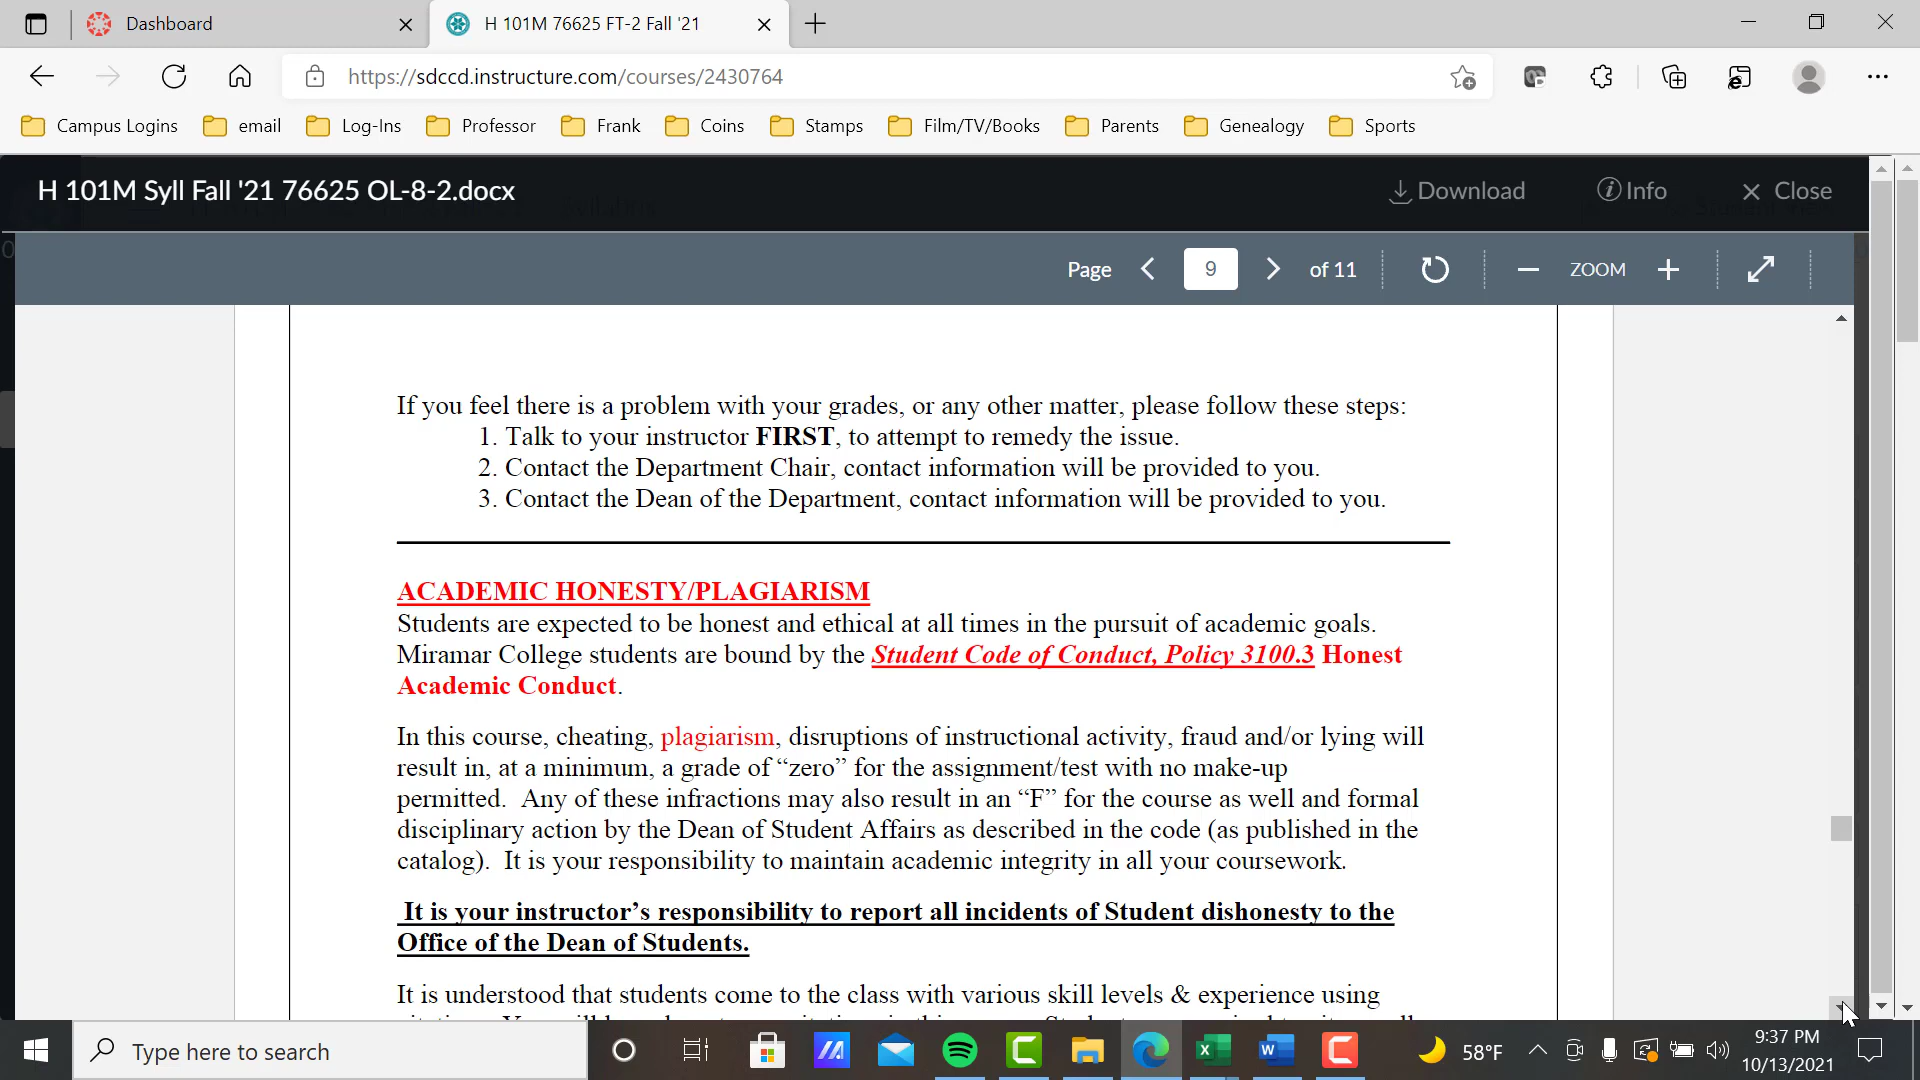 Dashboard
H 101M 76625 FT-2 Fall '21
https://sdccd.instructure.com/courses/2430764
Campus Logins email Log-Ins Professor Frank Coins Stamps Film/TV/Books Parents Genealogy Sports
H 101M Syll Fall '21 76625 OL-8-2.docx
Download Info Close
Page 9 of 11 ZOOM
If you feel there is a problem with your grades, or any other matter, please follow these steps:
1. Talk to your instructor FIRST, to attempt to remedy the issue.
2. Contact the Department Chair, contact information will be provided to you.
3. Contact the Dean of the Department, contact information will be provided to you.
ACADEMIC HONESTY/PLAGIARISM
Students are expected to be honest and ethical at all times in the pursuit of academic goals.
Miramar College students are bound by the Student Code of Conduct, Policy 3100.3 Honest
Academic Conduct.
In this course, cheating, plagiarism, disruptions of instructional activity, fraud and/or lying will
result in, at a minimum, a grade of “zero” for the assignment/test with no make-up
permitted. Any of these infractions may also result in an “F” for the course as well and formal
disciplinary action by the Dean of Student Affairs as described in the code (as published in the
catalog). It is your responsibility to maintain academic integrity in all your coursework.
It is your instructor’s responsibility to report all incidents of Student dishonesty to the
Office of the Dean of Students.
It is understood that students come to the class with various skill levels & experience using
Type here to search
58°F
9:37 PM
10/13/2021